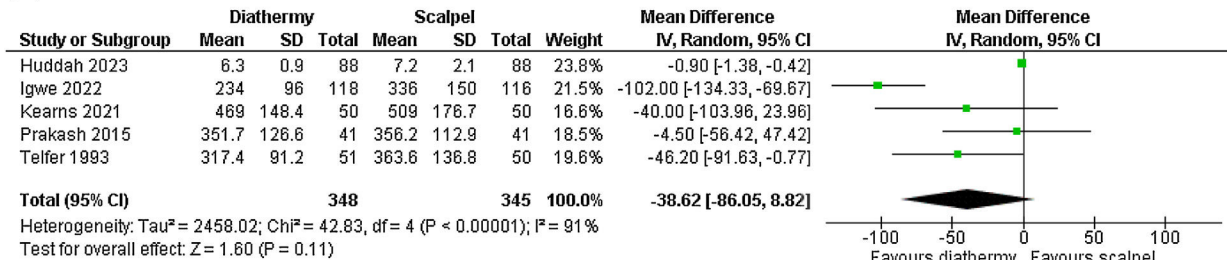 Diathermy Scalpel Mean Difference Mean Difference
Study or Subgroup Mean SD Total Mean SD Total Weight IV, Random, 95% CI IV, Random, 95% CI
Huddah 2023 6.3 0.9 88 7.2 2.1 88 23.8% -0.90 [-1.38, -0.42]
Igwe 2022 234 96 118 336 150 116 21.5% -102.00 [-134.33, -69.67]
Kearns 2021 469 148.4 50 509 176.7 50 16.6% -40.00 [-103.96, 23.96]
Prakash 2015 351.7 126.6 41 356.2 112.9 41 18.5% -4.50 [-56.42, 47.42]
Telfer 1993 317.4 91.2 51 363.6 136.8 50 19.6% -46.20 [-91.63, -0.77]
Total (95% CI) 348 345 100.0% -38.62 [-86.05, 8.82]
Heterogeneity: Tau² = 2458.02; Chi² = 42.83, df = 4 (P < 0.00001); I² = 91%
Test for overall effect: Z = 1.60 (P = 0.11)
-100 -50 0 50 100
Favours diathermy Favours scalpel